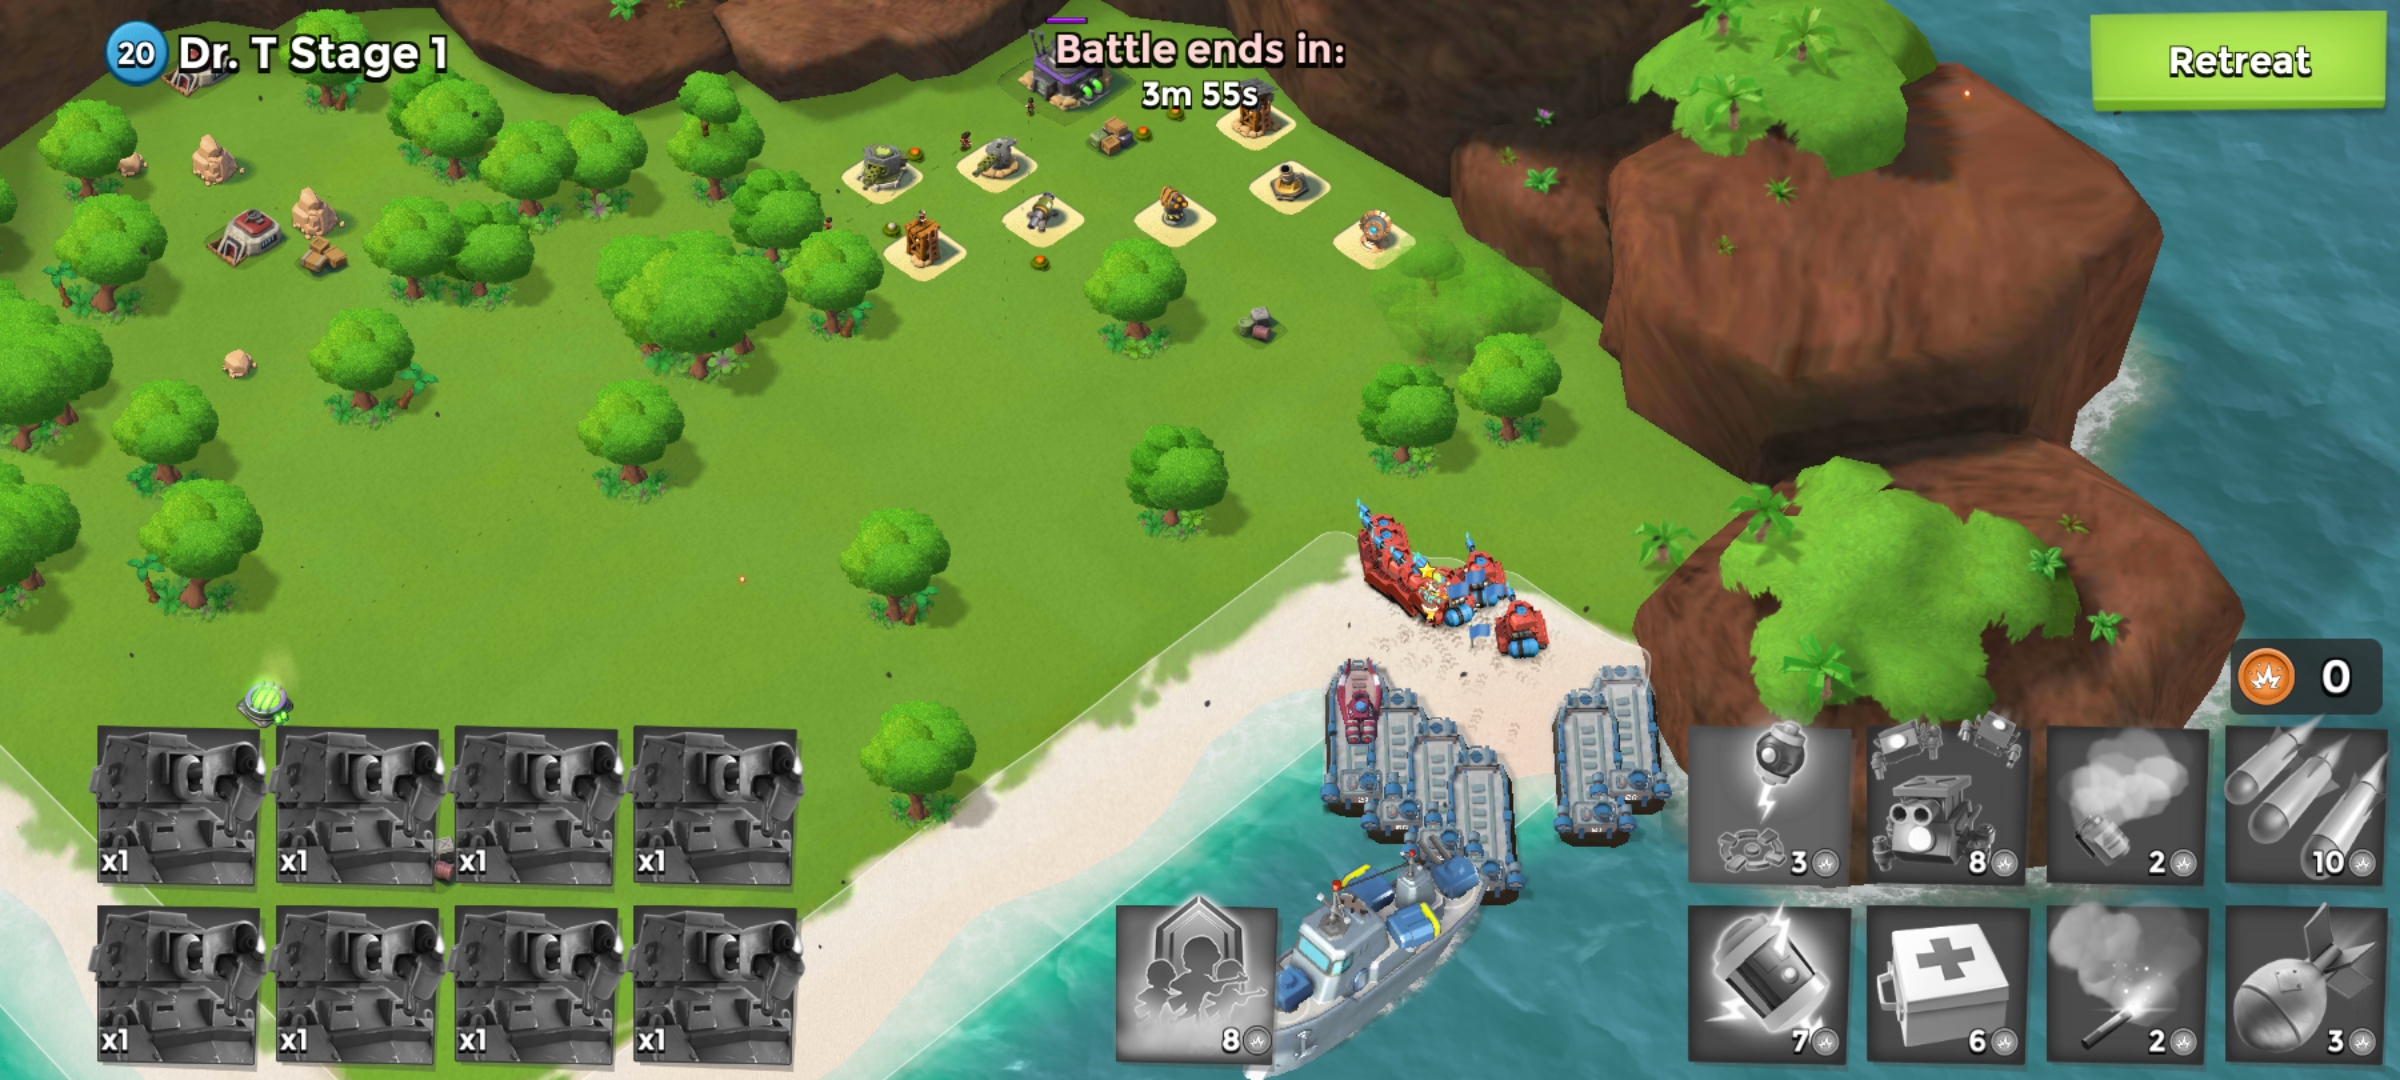 20 Dr. T Stage 1
Battle ends in:
3m 55s
Retreat
0
x1 x1 x1 x1
3 8 2 10
x1 x1 x1 x1
8
7 6 2 3